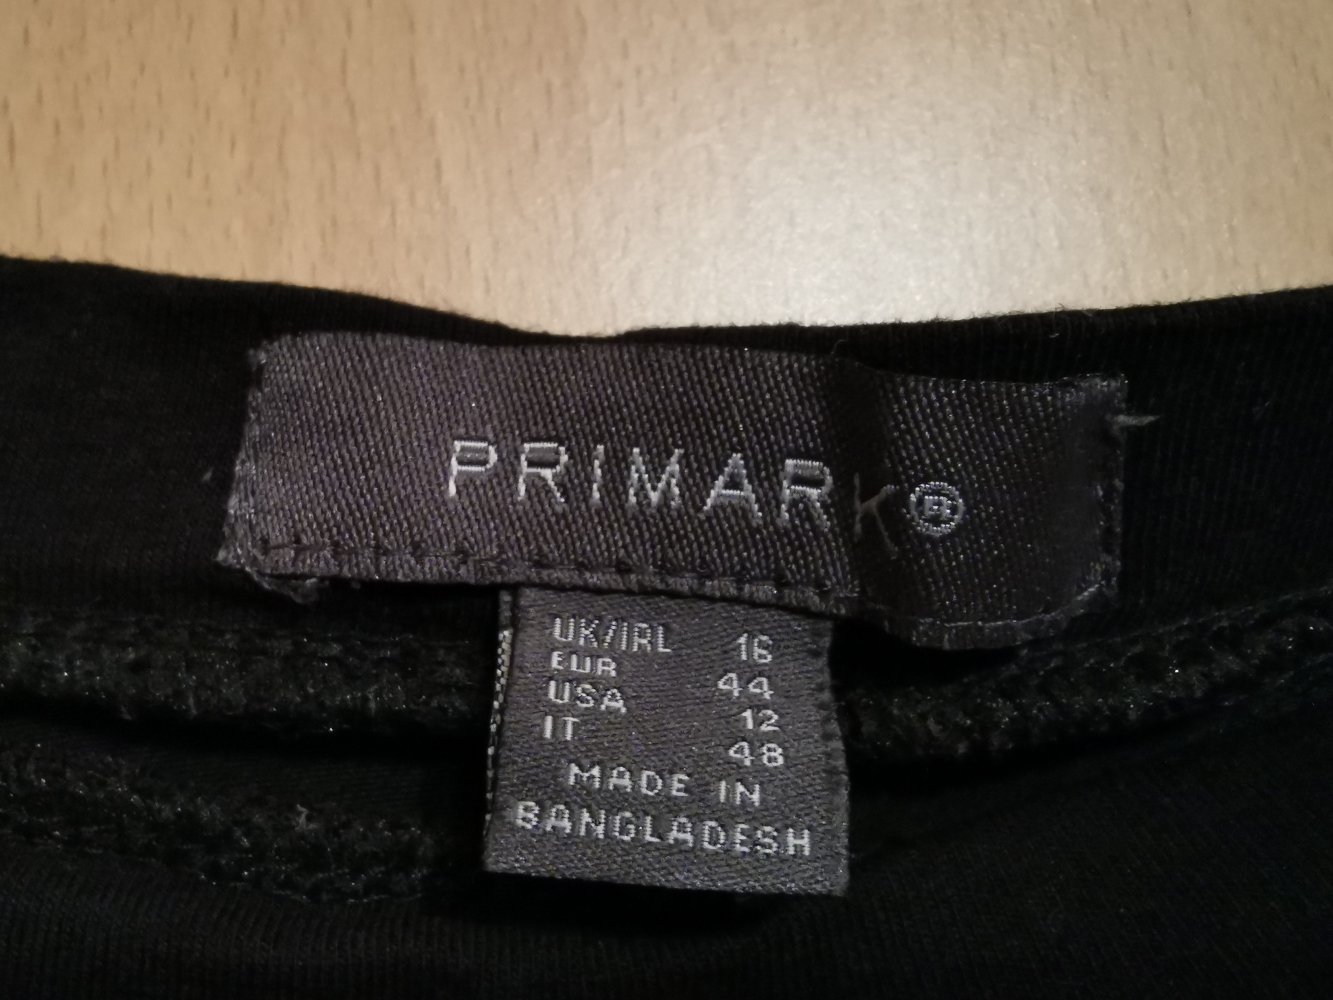 PRIMARK®
UK/IRL 16
EUR 44
USA 12
IT 48
MADE IN
BANGLADESH